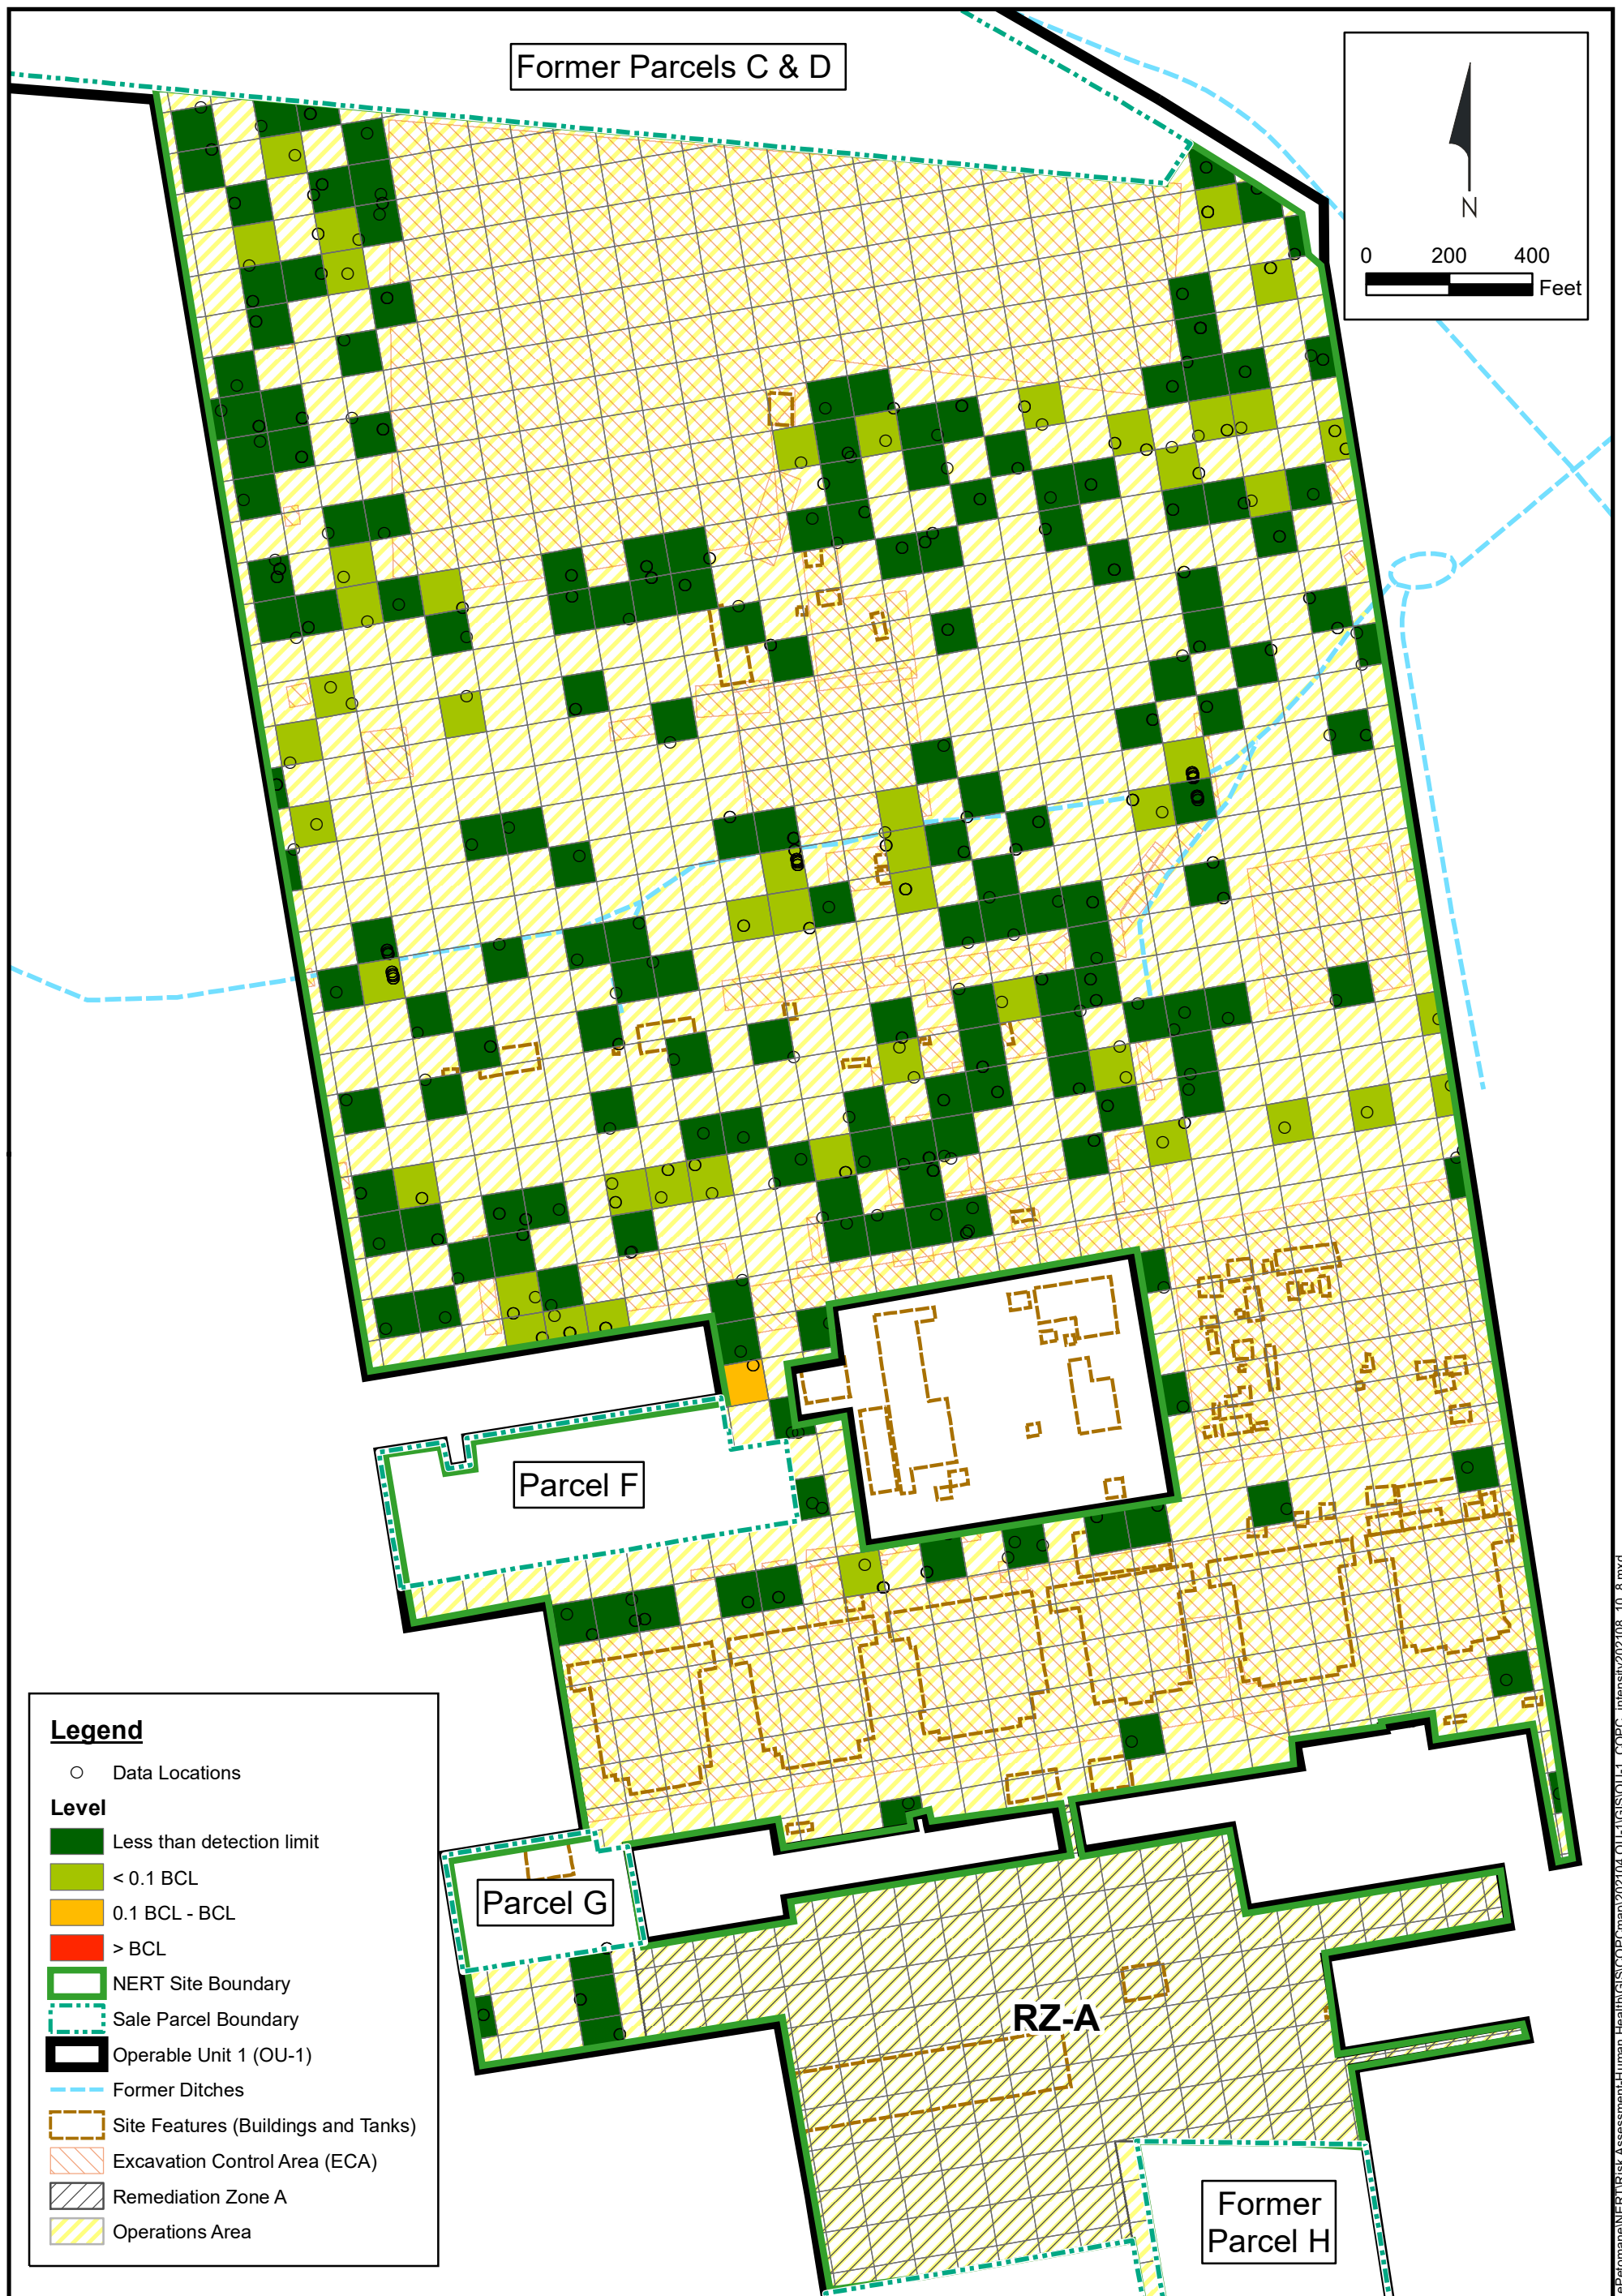 Former Parcels C & D
N
0 200 400
Feet
Parcel F
Parcel G
RZ-A
Former
Parcel H
Legend
Data Locations
Level
Less than detection limit
< 0.1 BCL
0.1 BCL - BCL
> BCL
NERT Site Boundary
Sale Parcel Boundary
Operable Unit 1 (OU-1)
Former Ditches
Site Features (Buildings and Tanks)
Excavation Control Area (ECA)
Remediation Zone A
Operations Area